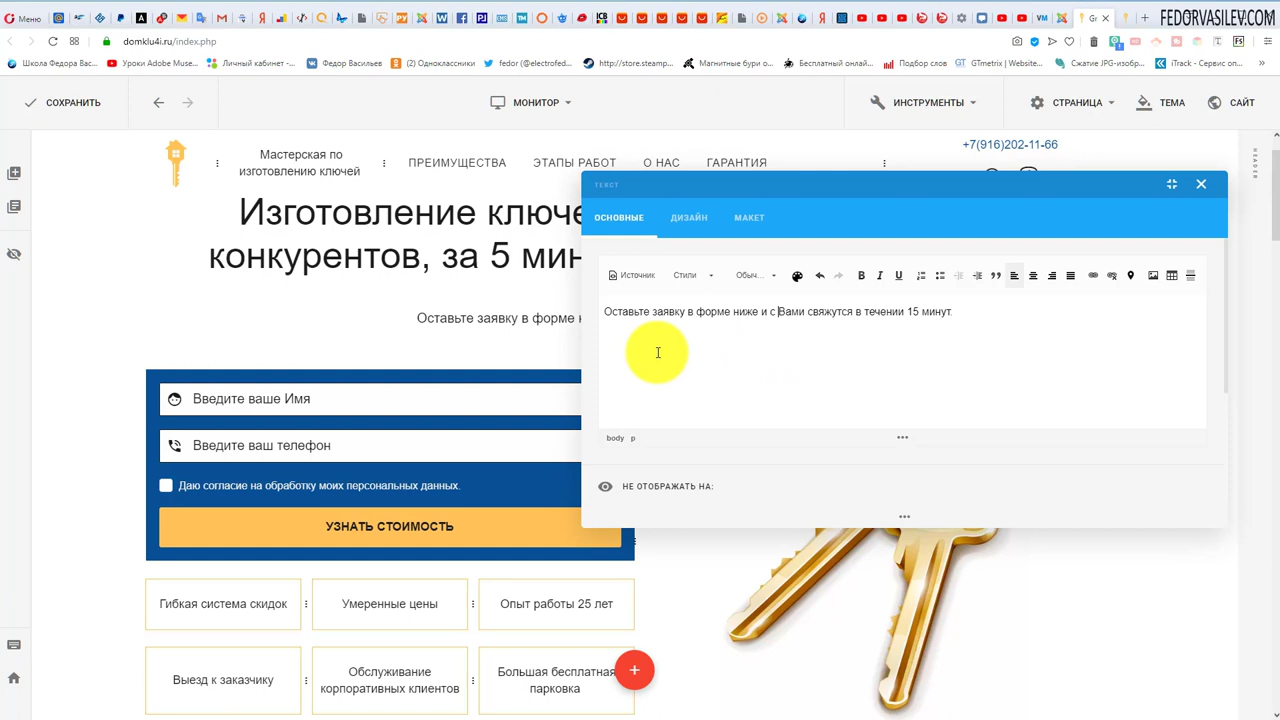 Меню
FEDORVASILEV.COM
domklu4i.ru/index.php
Школа Федора Вас...
Уроки Adobe Muse...
Личный кабинет -...
Федор Васильев
(2) Одноклассники
fedor (@electrofed...
http://store.steamp...
Магнитные бури о...
Бесплатный онлай...
Подбор слов
GTmetrix | Website...
Сжатие JPG-изобр...
iTrack - Сервис оп...
СОХРАНИТЬ
МОНИТОР
ИНСТРУМЕНТЫ
СТРАНИЦА
ТЕМА
САЙТ
HEADER
Мастерская по
изготовлению ключей
ПРЕИМУЩЕСТВА
ЭТАПЫ РАБОТ
О НАС
ГАРАНТИЯ
+7(916)202-11-66
Изготовление ключе
конкурентов, за 5 мин
Оставьте заявку в форме н
Введите ваше Имя
Введите ваш телефон
Даю согласие на обработку моих персональных данных.
УЗНАТЬ СТОИМОСТЬ
Гибкая система скидок
Умеренные цены
Опыт работы 25 лет
Выезд к заказчику
Обслуживание
корпоративных клиентов
Большая бесплатная
парковка
ТЕКСТ
ОСНОВНЫЕ
ДИЗАЙН
МАКЕТ
Источник
Стили
Обыч...
B I U
Оставьте заявку в форме ниже и с Вами свяжутся в течении 15 минут.
body p
НЕ ОТОБРАЖАТЬ НА: